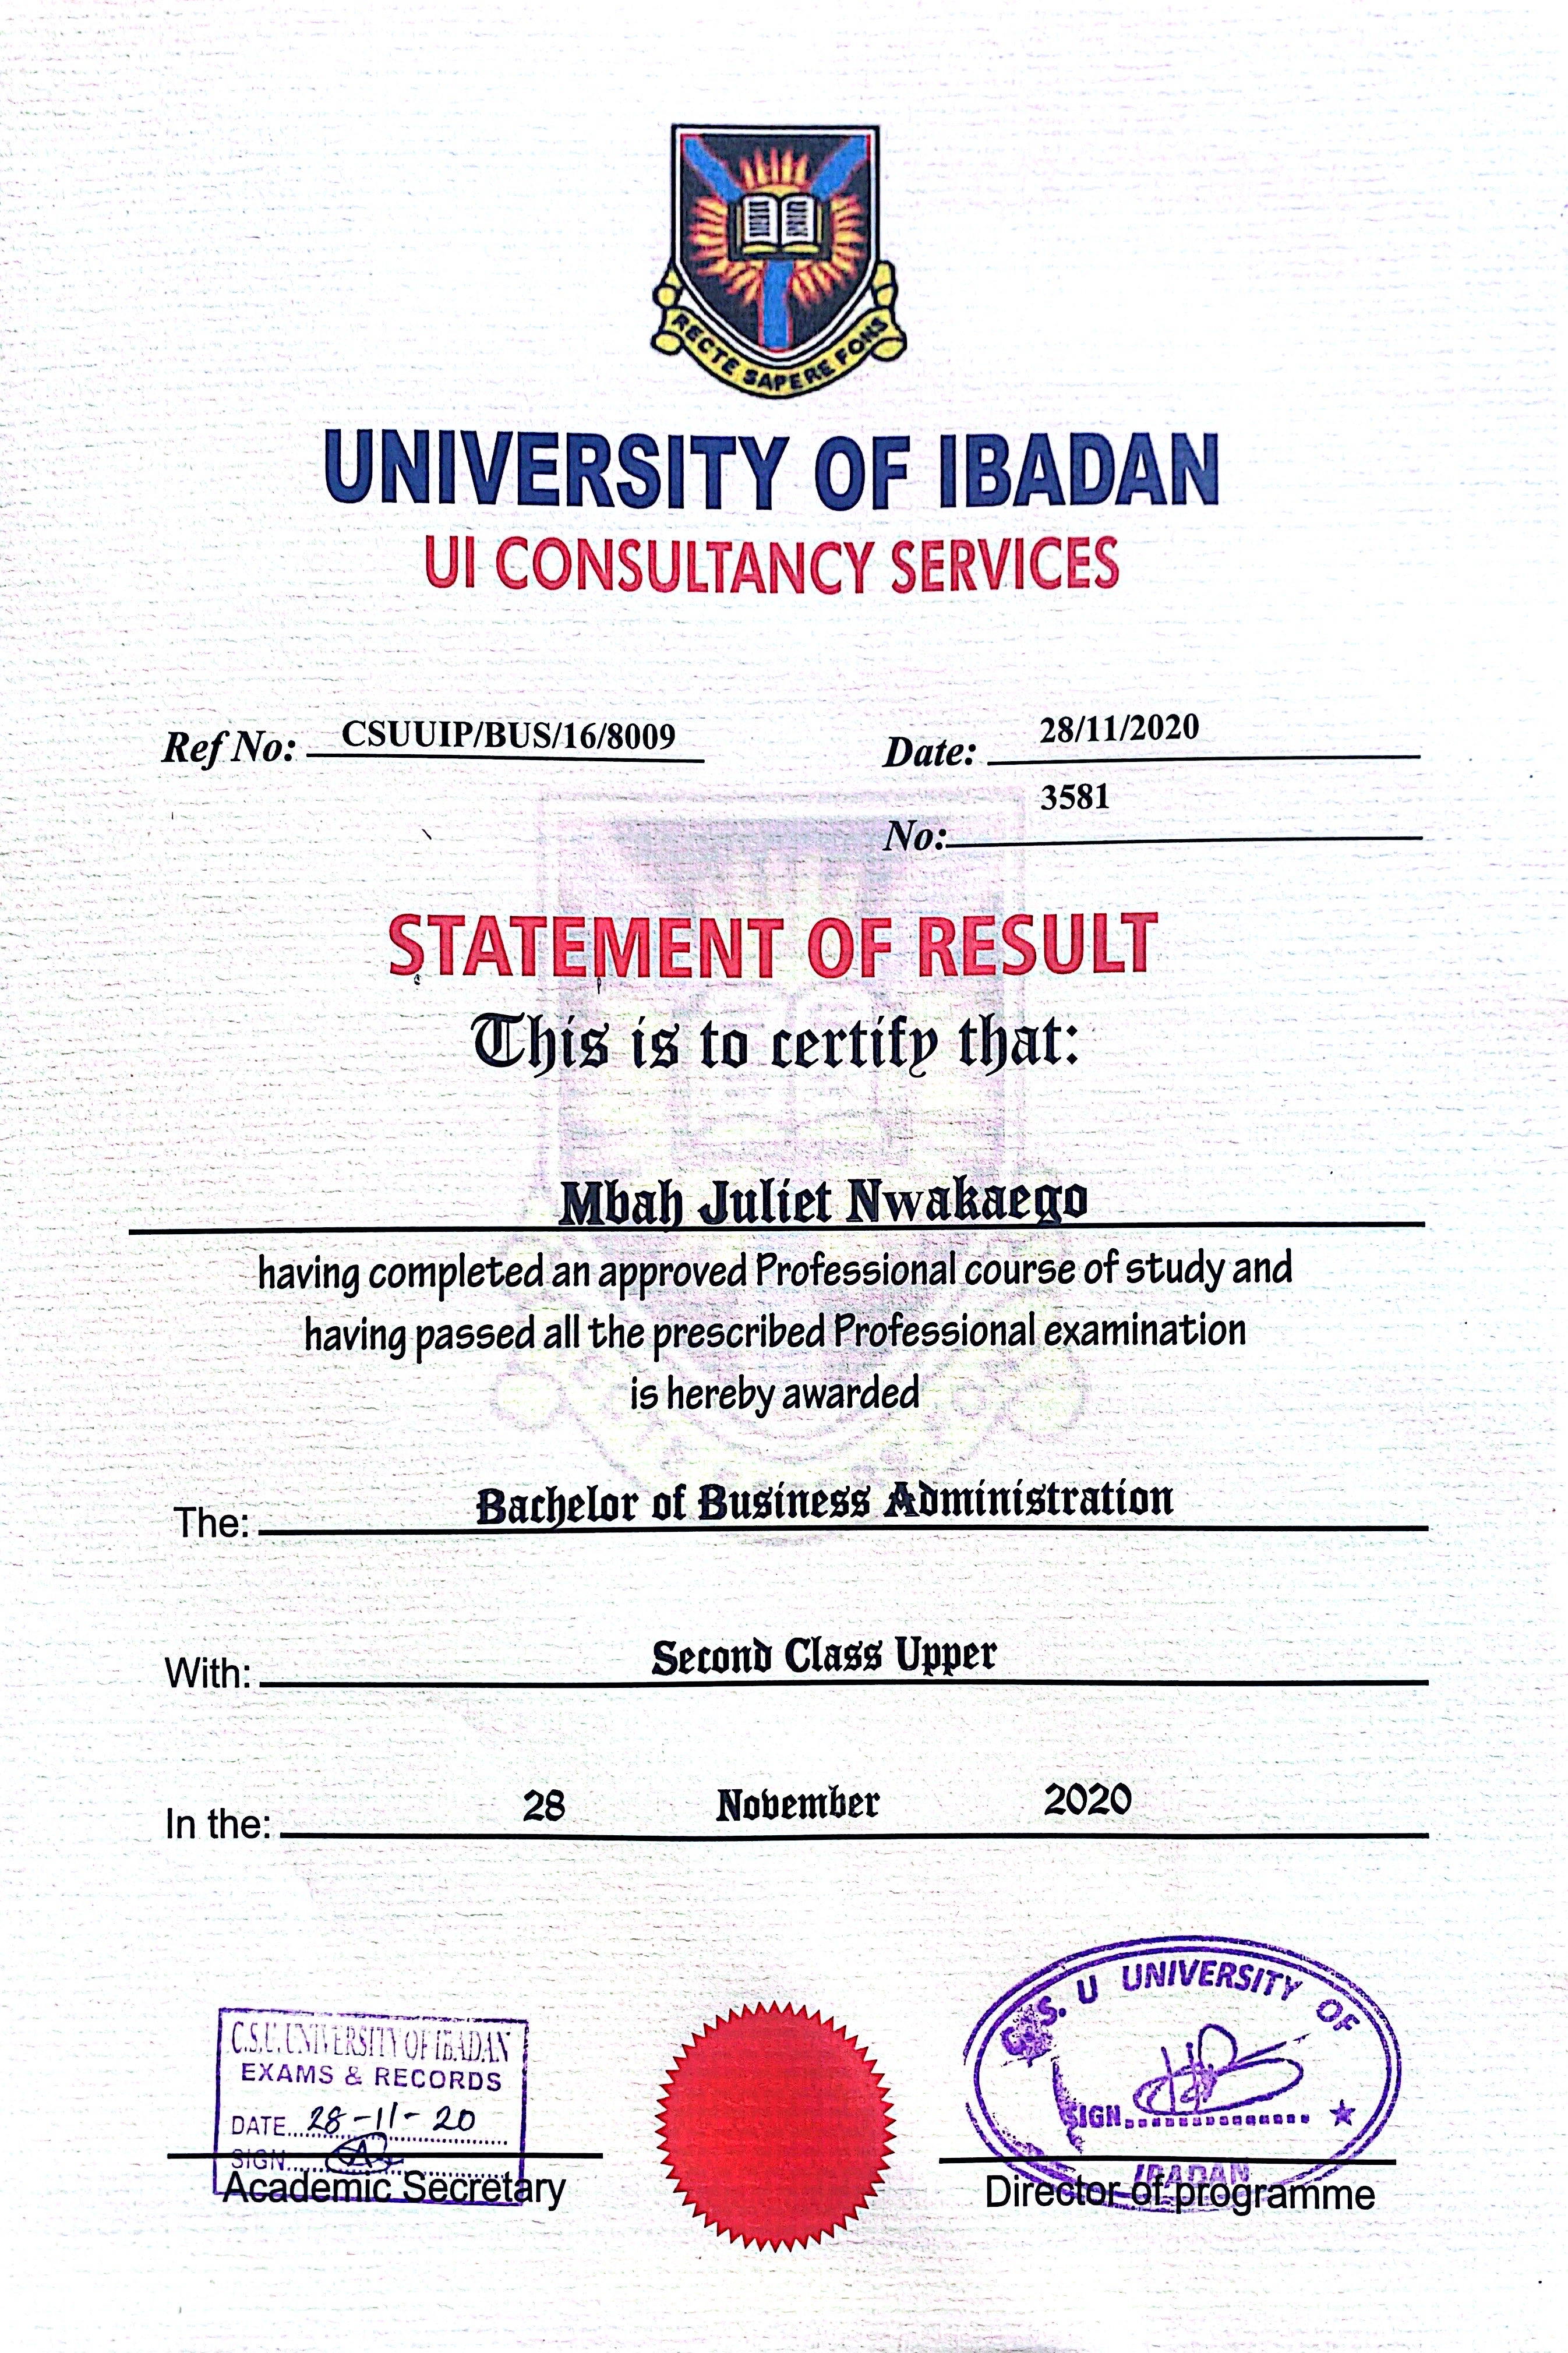 RECTE SAPERE FONS
UNIVERSITY OF IBADAN
UI CONSULTANCY SERVICES
Ref No: CSUUIP/BUS/16/8009
Date: 28/11/2020
No: 3581
STATEMENT OF RESULT
This is to certify that:
Mbah Juliet Nwakaego
having completed an approved Professional course of study and
having passed all the prescribed Professional examination
is hereby awarded
The: Bachelor of Business Administration
With: Second Class Upper
In the: 28 November 2020
C.S.U. UNIVERSITY OF IBADAN
EXAMS & RECORDS
DATE 28-11-20
SIGN
Academic Secretary
C.S. U UNIVERSITY OF
SIGN
IBADAN
Director of programme